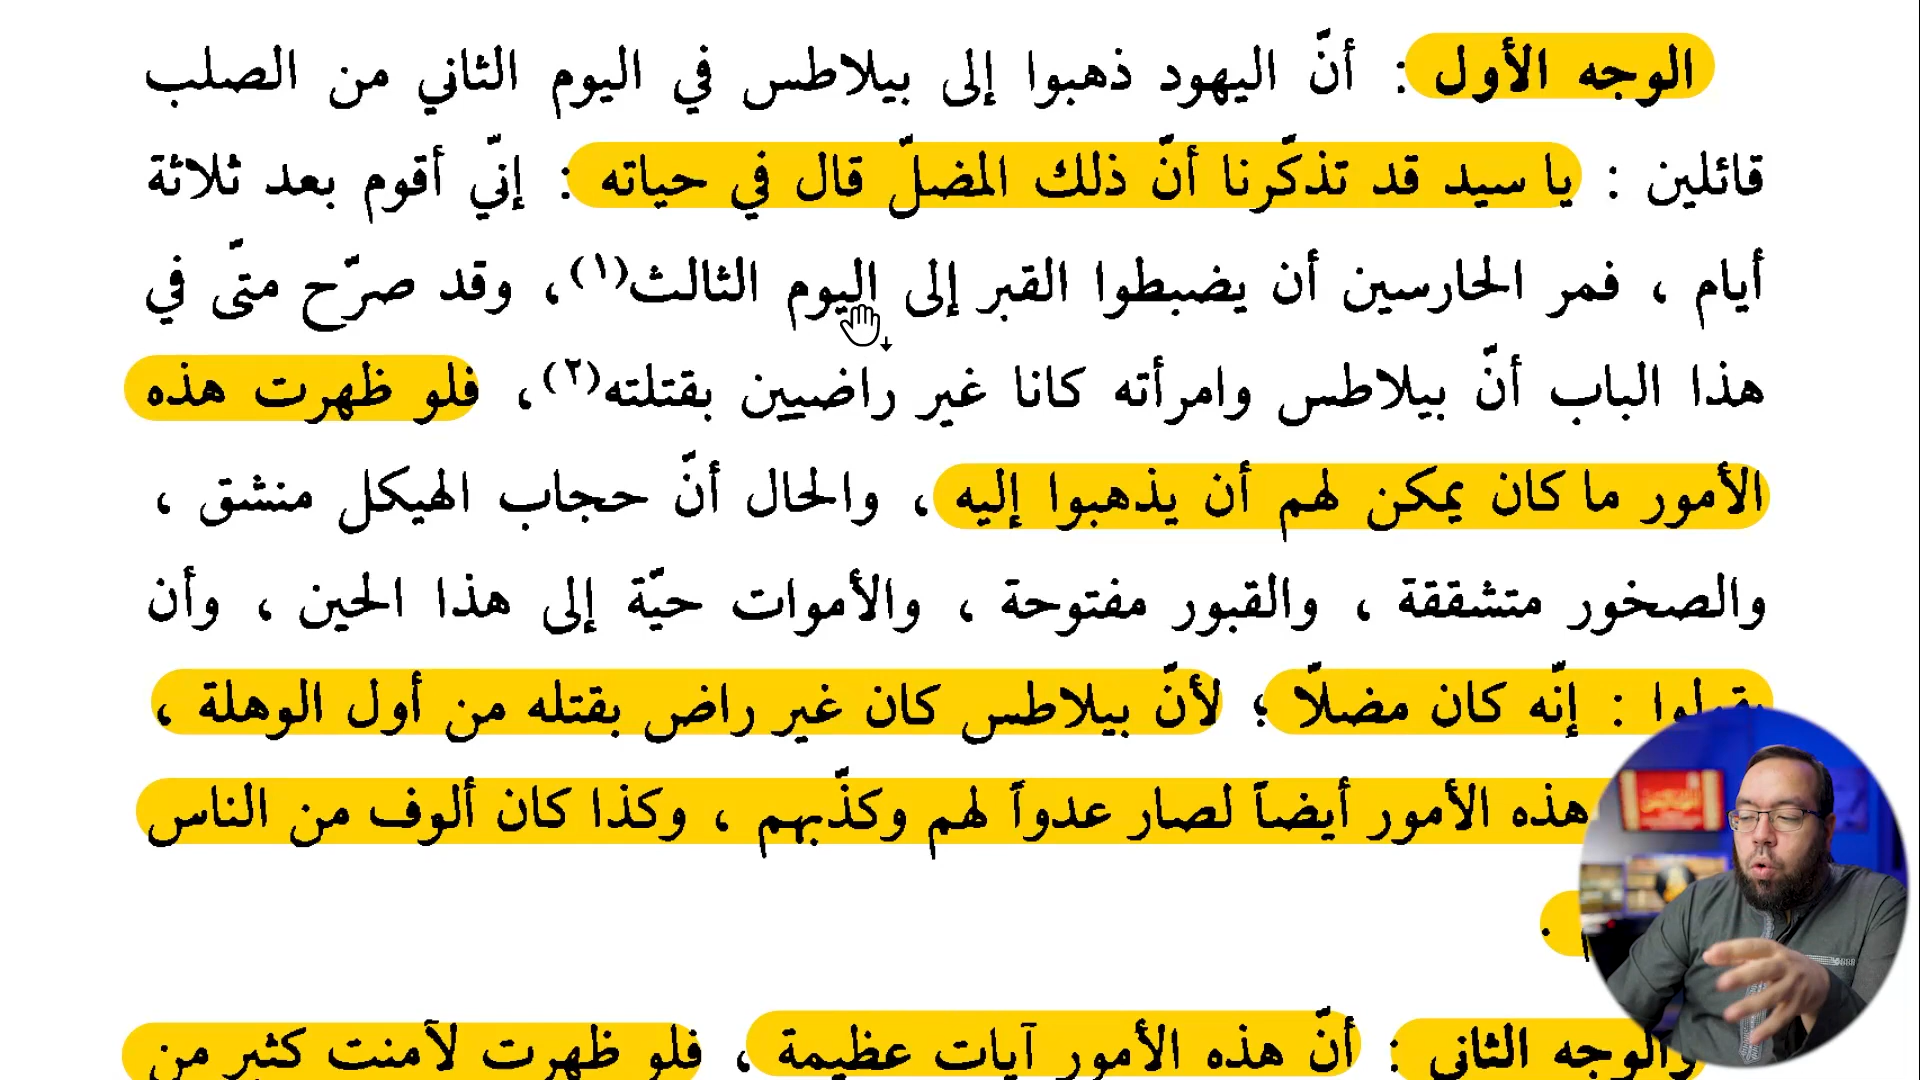 الوجه الأول : أنّ اليهود ذهبوا إلى بيلاطس في اليوم الثاني من الصلب
قائلين : يا سيد قد تذكّرنا أنّ ذلك المضلّ قال في حياته : إنّي أقوم بعد ثلاثة
أيام ، فمر الحارسين أن يضبطوا القبر إلى اليوم الثالث(١)، وقد صرّح متّى في
هذا الباب أنّ بيلاطس وامرأته كانا غير راضيين بقتلته(٢)، فلو ظهرت هذه
الأمور ما كان يمكن لهم أن يذهبوا إليه ، والحال أنّ حجاب الهيكل منشق ،
والصخور متشققة ، والقبور مفتوحة ، والأموات حيّة إلى هذا الحين ، وأن
يقولوا : إنّه كان مضلّا ؛ لأنّ بيلاطس كان غير راض بقتله من أول الوهلة ،
هذه الأمور أيضاً لصار عدواً لهم وكذّبهم ، وكذا كان ألوف من الناس
والوجه الثاني : أنّ هذه الأمور آيات عظيمة ، فلو ظهرت لآمنت كثير من